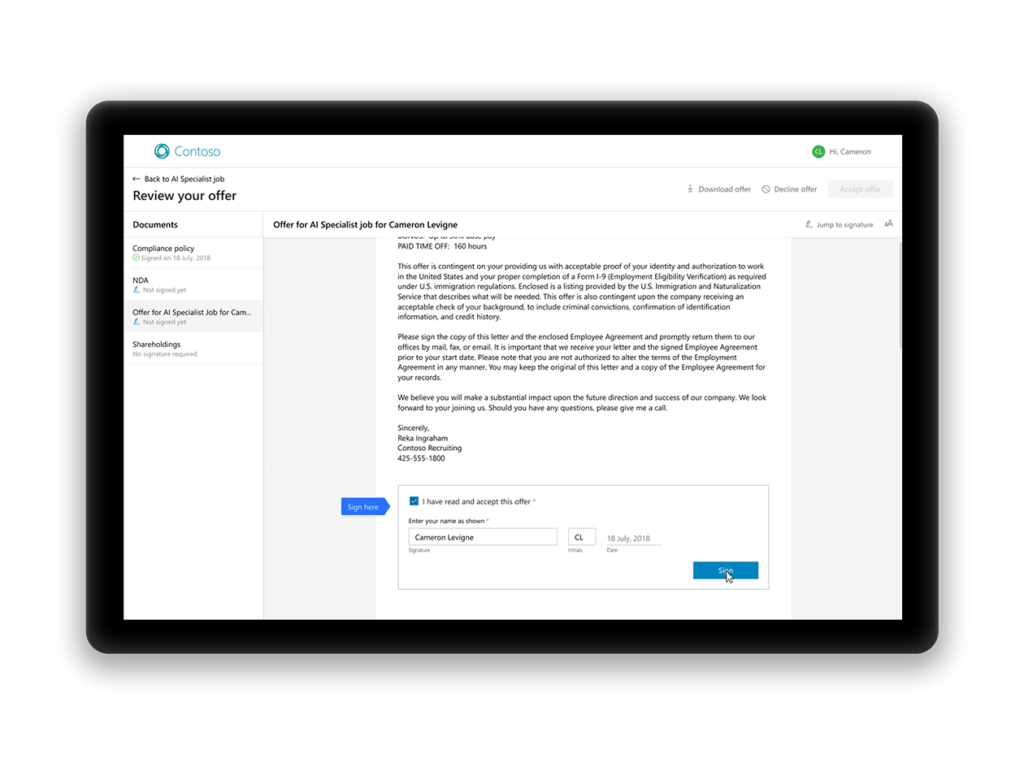 Contoso
CL Hi, Cameron
Back to AI Specialist job
Review your offer
Download offer
Decline offer
Accept offer
Documents
Compliance policy
Signed on 18 July, 2018
NDA
Not signed yet
Offer for AI Specialist Job for Cam...
Not signed yet
Shareholdings
No signature required
Offer for AI Specialist job for Cameron Levigne
Jump to signature
AA
PAID TIME OFF: 160 hours
This offer is contingent on your providing us with acceptable proof of your identity and authorization to work
in the United States and your proper completion of a Form I-9 (Employment Eligibility Verification) as required
under U.S. immigration regulations. Enclosed is a listing provided by the U.S. Immigration and Naturalization
Service that describes what will be needed. This offer is also contingent upon the company receiving an
acceptable check of your background, to include criminal convictions, confirmation of identification
information, and credit history.
Please sign the copy of this letter and the enclosed Employee Agreement and promptly return them to our
offices by mail, fax, or email. It is important that we receive your letter and the signed Employee Agreement
prior to your start date. Please note that you are not authorized to alter the terms of the Employment
Agreement in any manner. You may keep the original of this letter and a copy of the Employee Agreement for
your records.
We believe you will make a substantial impact upon the future direction and success of our company. We look
forward to your joining us. Should you have any questions, please give me a call.
Sincerely,
Reka Ingraham
Contoso Recruiting
425-555-1800
Sign here
I have read and accept this offer *
Enter your name as shown *
Cameron Levigne
CL
18 July, 2018
Signature
Initials
Date
Sign